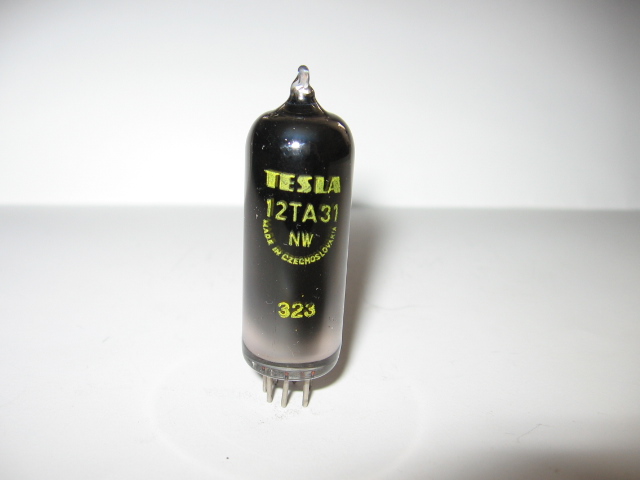 TESLA
12TA31
NW
MADE IN CZECHOSLOVAKIA
323